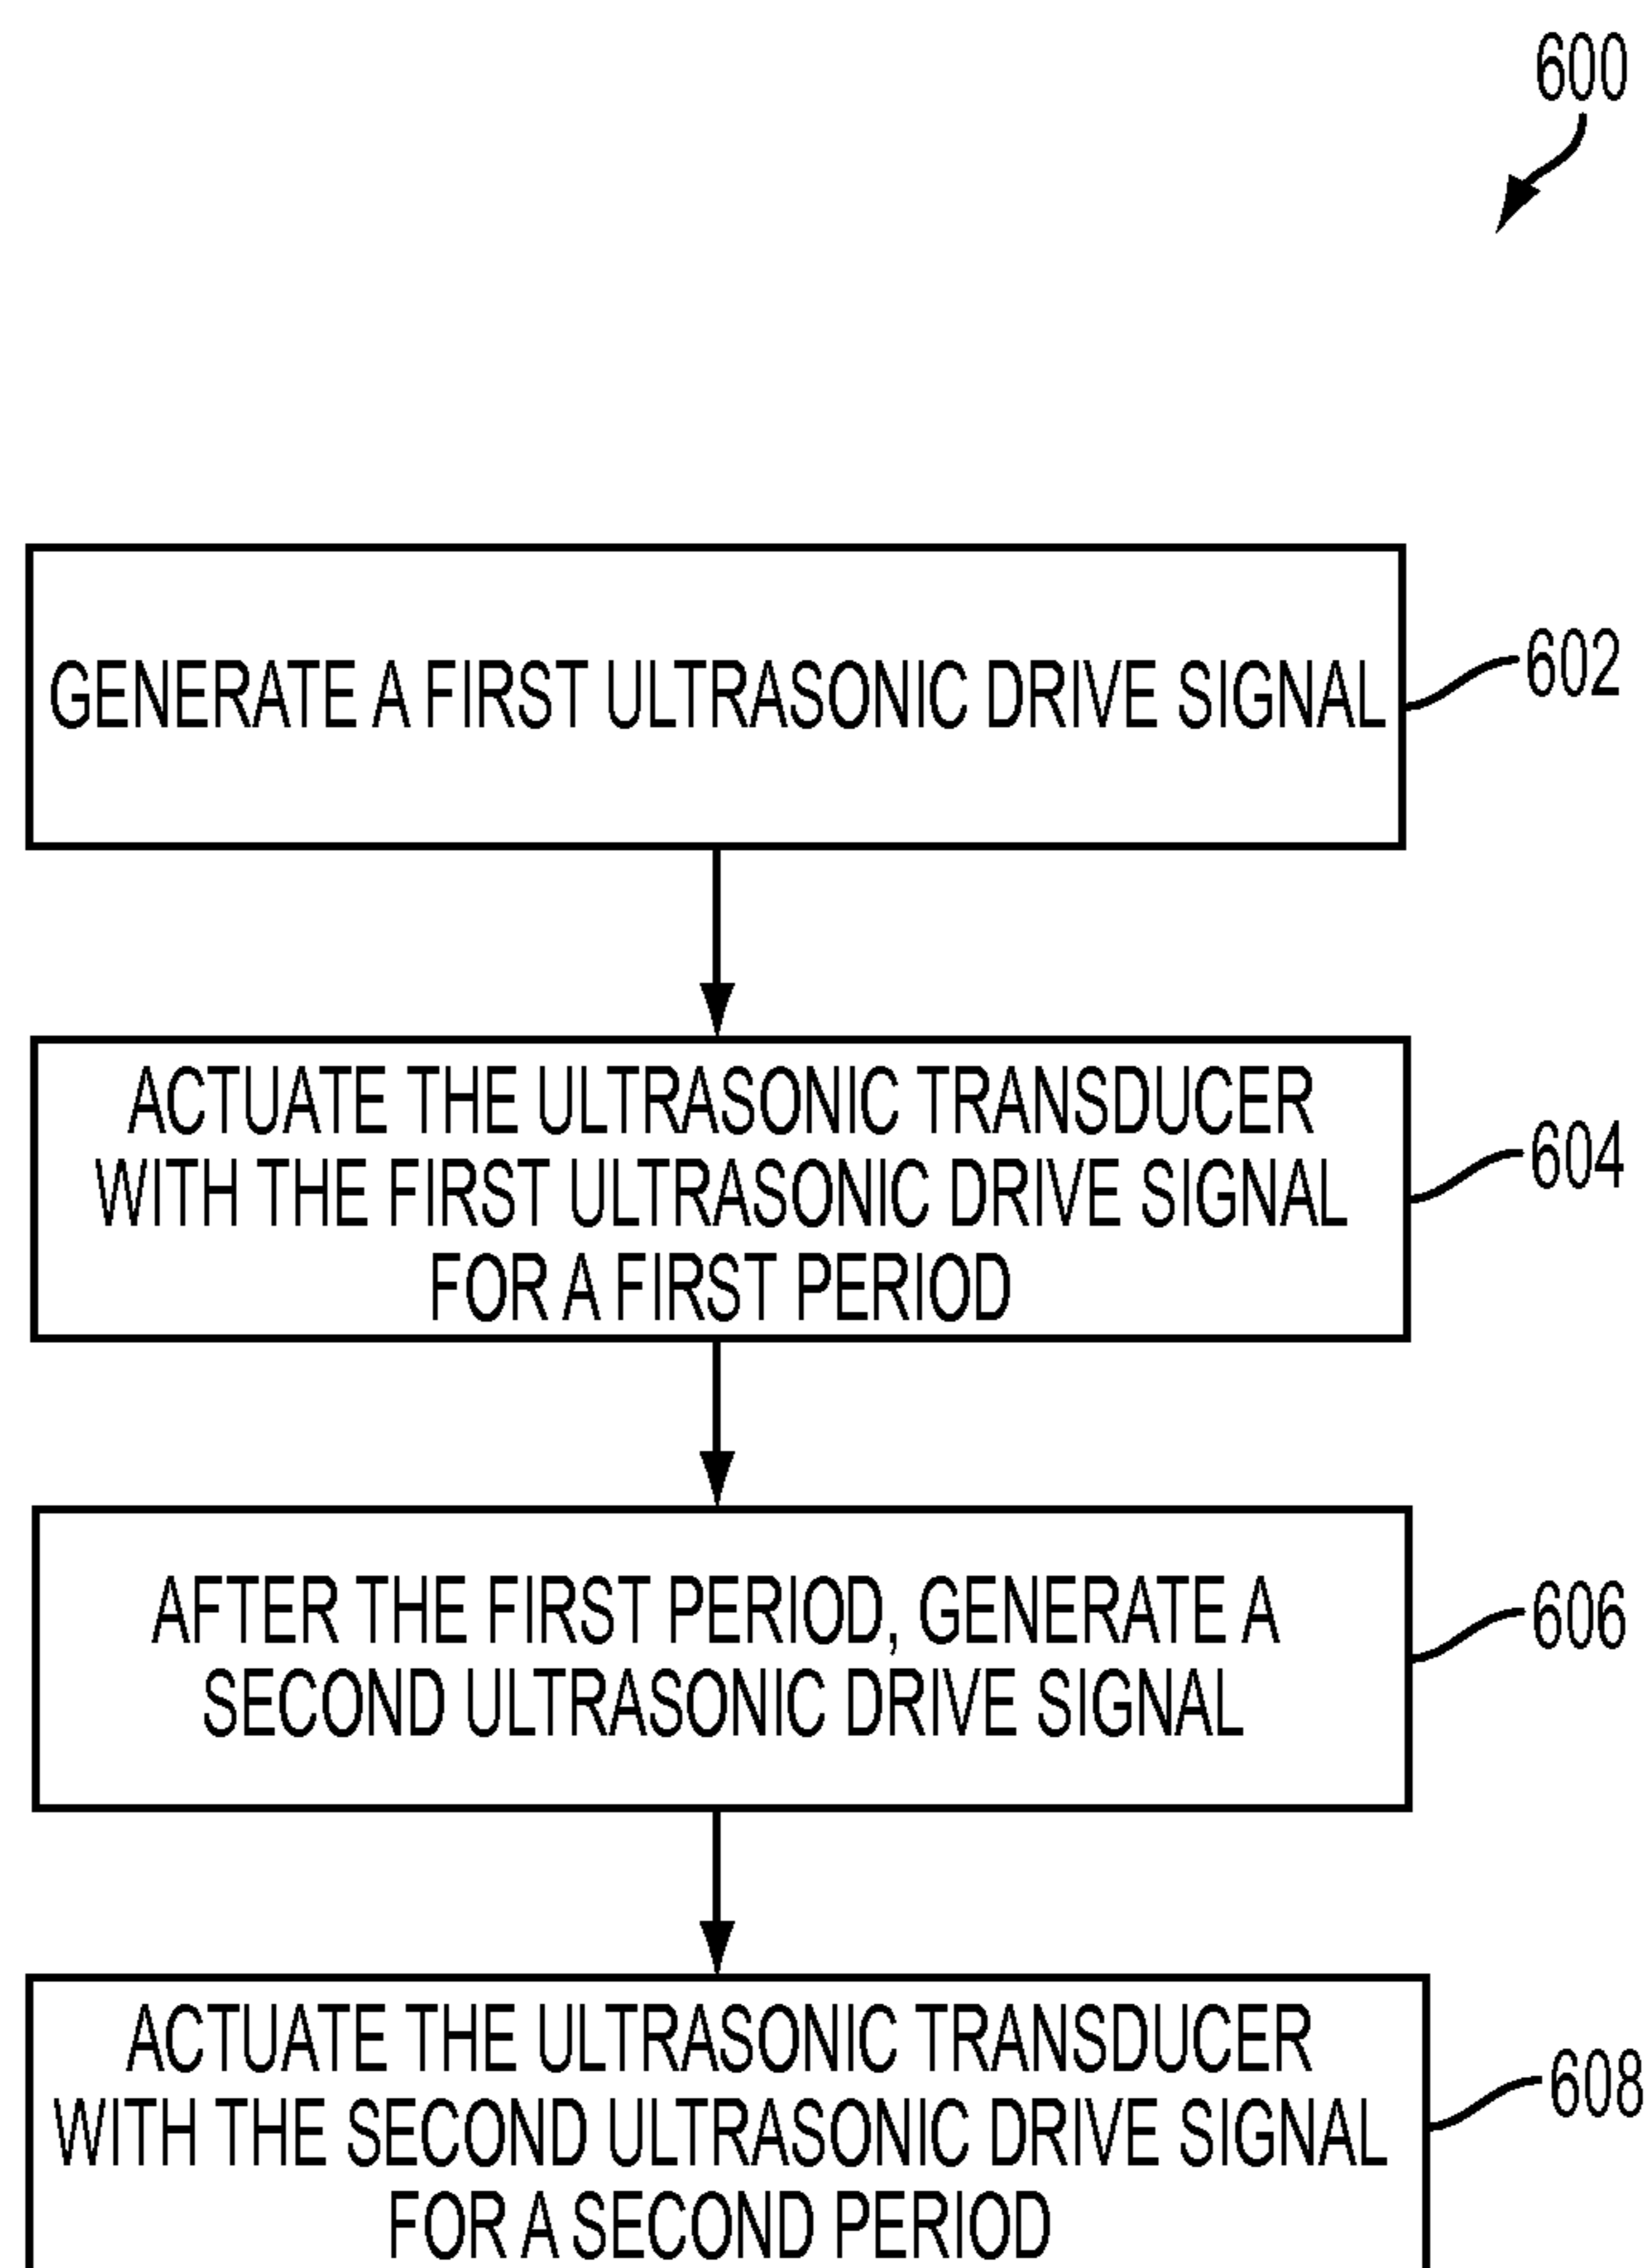 600
GENERATE A FIRST ULTRASONIC DRIVE SIGNAL
602
ACTUATE THE ULTRASONIC TRANSDUCER
WITH THE FIRST ULTRASONIC DRIVE SIGNAL
FOR A FIRST PERIOD
604
AFTER THE FIRST PERIOD, GENERATE A
SECOND ULTRASONIC DRIVE SIGNAL
606
ACTUATE THE ULTRASONIC TRANSDUCER
WITH THE SECOND ULTRASONIC DRIVE SIGNAL
FOR A SECOND PERIOD
608